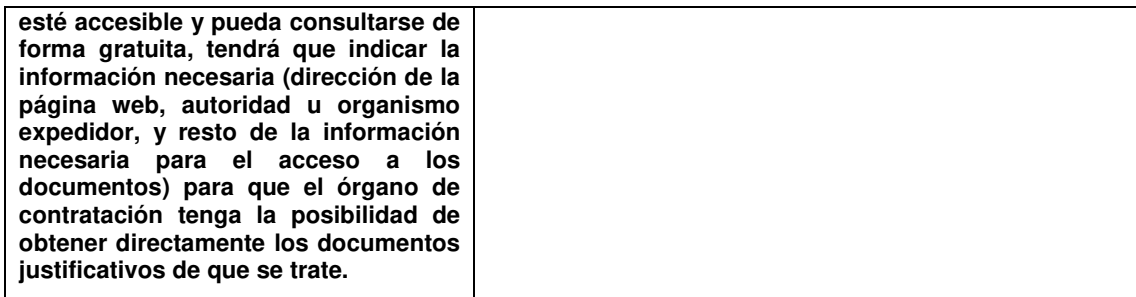 esté accesible y pueda consultarse de
forma gratuita, tendrá que indicar la
información necesaria (dirección de la
página web, autoridad u organismo
expedidor, y resto de la información
necesaria para el acceso a los
documentos) para que el órgano de
contratación tenga la posibilidad de
obtener directamente los documentos
justificativos de que se trate.